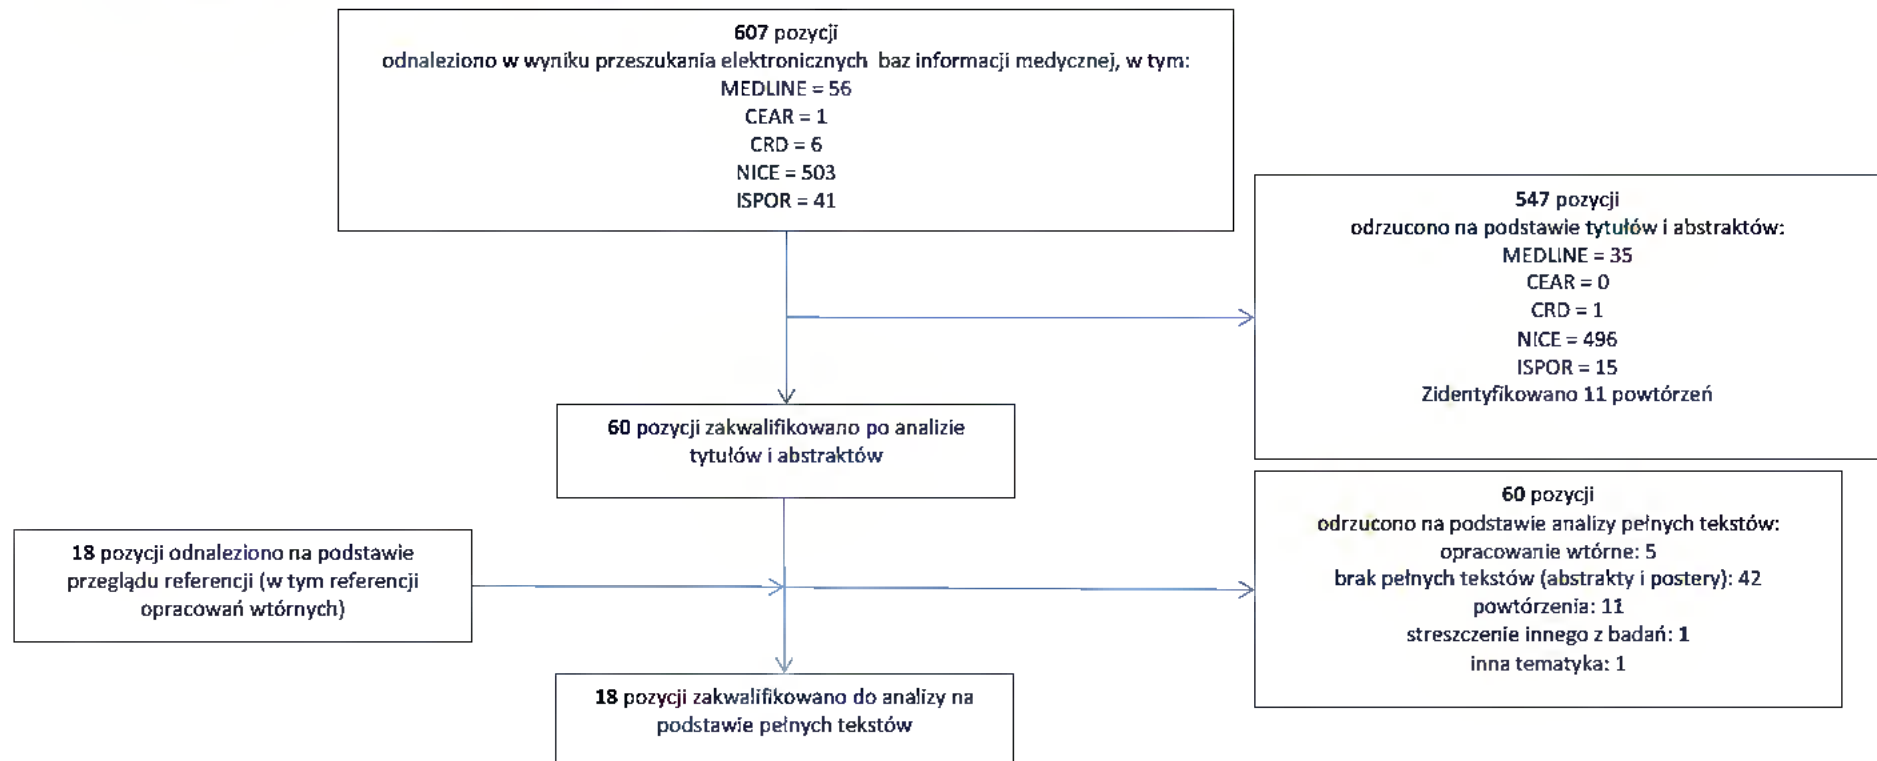 607 pozycji
odnaleziono w wyniku przeszukania elektronicznych baz informacji medycznej, w tym:
MEDLINE = 56
CEAR = 1
CRD = 6
NICE = 503
ISPOR = 41
547 pozycji
odrzucono na podstawie tytułów i abstraktów:
MEDLINE = 35
CEAR = 0
CRD = 1
NICE = 496
ISPOR = 15
Zidentyfikowano 11 powtórzeń
60 pozycji zakwalifikowano po analizie
tytułów i abstraktów
60 pozycji
odrzucono na podstawie analizy pełnych tekstów:
opracowanie wtórne: 5
brak pełnych tekstów (abstrakty i postery): 42
powtórzenia: 11
streszczenie innego z badań: 1
inna tematyka: 1
18 pozycji odnaleziono na podstawie
przeglądu referencji (w tym referencji
opracowań wtórnych)
18 pozycji zakwalifikowano do analizy na
podstawie pełnych tekstów